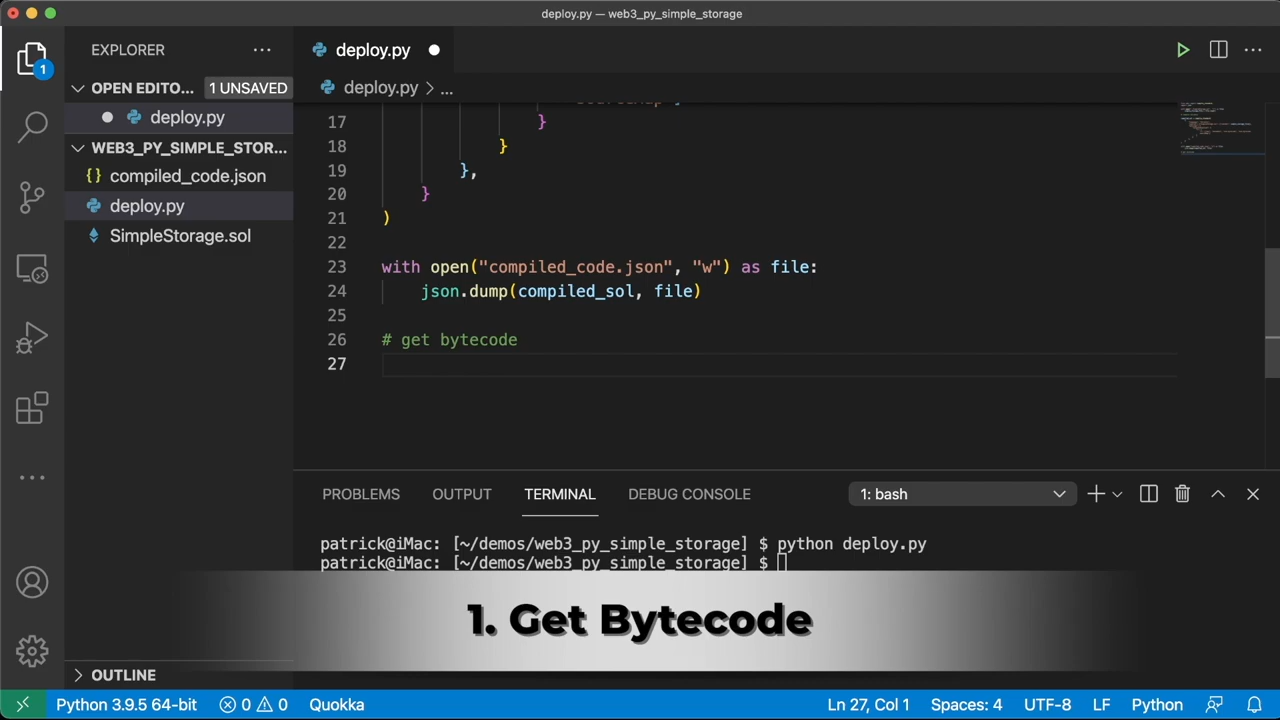 deploy.py — web3_py_simple_storage
EXPLORER
deploy.py
1
OPEN EDITO... 1 UNSAVED
deploy.py > ...
deploy.py
WEB3_PY_SIMPLE_STOR...
compiled_code.json
deploy.py
SimpleStorage.sol
17 }
18 }
19 },
20 }
21 )
22
23 with open("compiled_code.json", "w") as file:
24 json.dump(compiled_sol, file)
25
26 # get bytecode
27
PROBLEMS OUTPUT TERMINAL DEBUG CONSOLE 1: bash
patrick@iMac: [~/demos/web3_py_simple_storage] $ python deploy.py
patrick@iMac: [~/demos/web3_py_simple_storage] $
1. Get Bytecode
OUTLINE
Python 3.9.5 64-bit 0 0 Quokka Ln 27, Col 1 Spaces: 4 UTF-8 LF Python